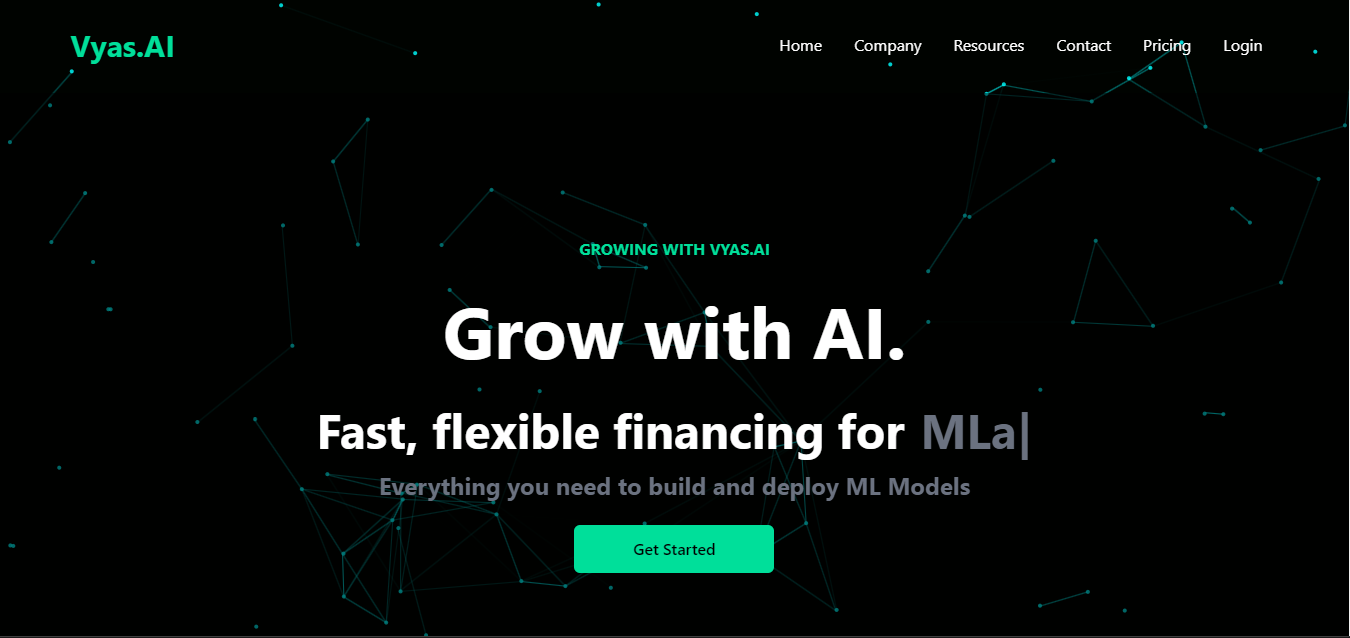 Vyas.AI
Home Company Resources Contact Pricing Login
GROWING WITH VYAS.AI
Grow with AI.
Fast, flexible financing for MLa|
Everything you need to build and deploy ML Models
Get Started